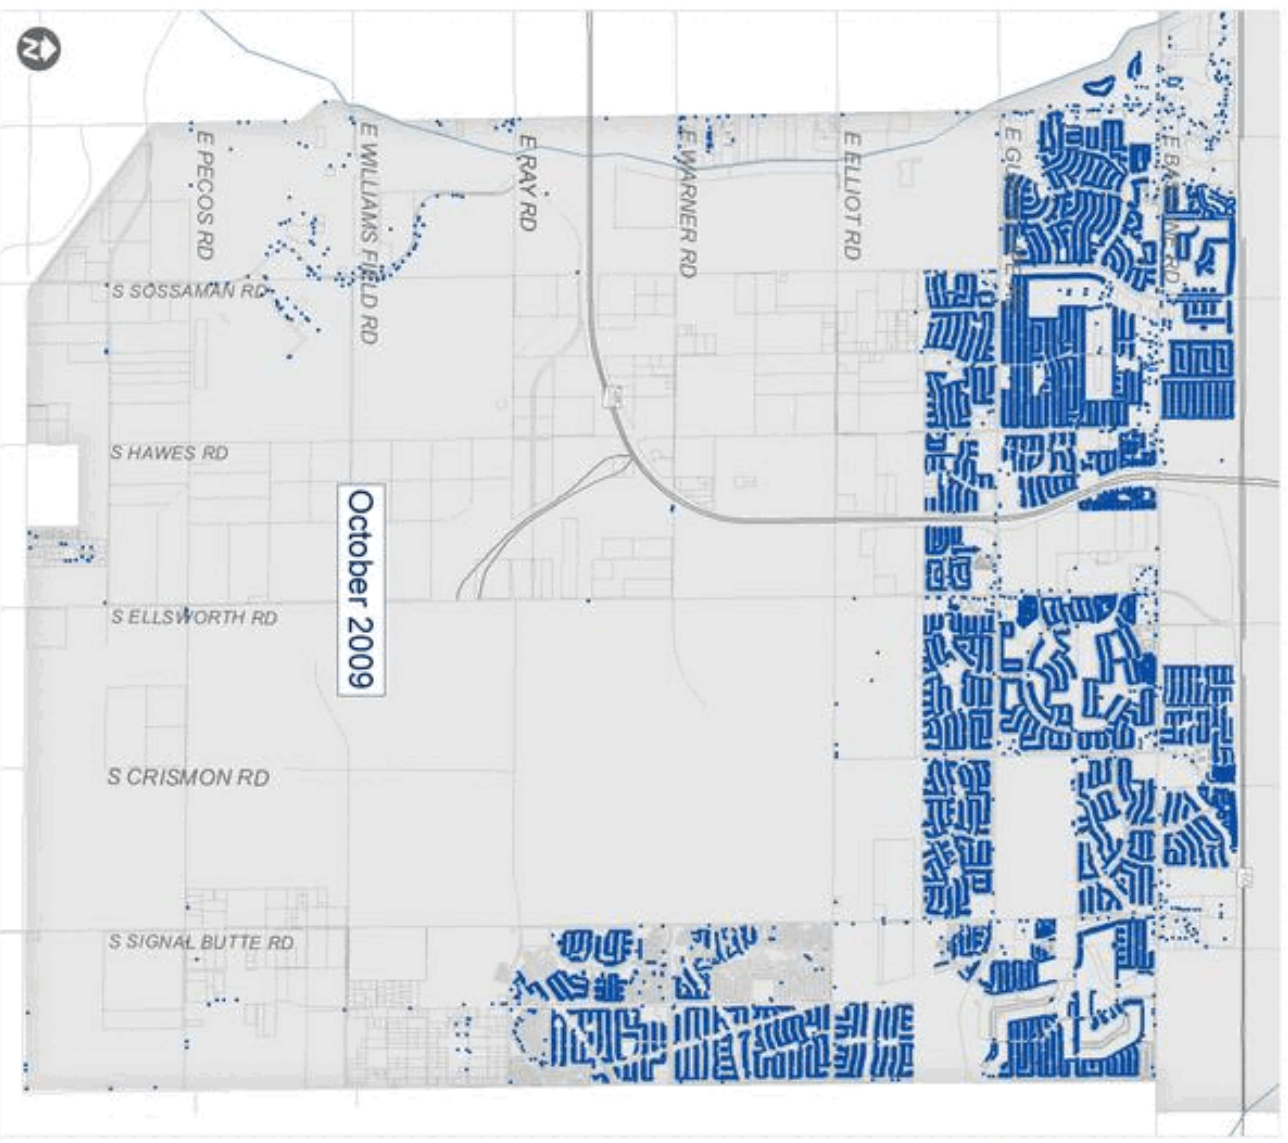 N
E PECOS RD
E WILLIAMS FIELD RD
E RAY RD
E WARNER RD
E ELLIOT RD
S SOSSAMAN RD
S HAWES RD
October 2009
S ELLSWORTH RD
S CRISMON RD
S SIGNAL BUTTE RD